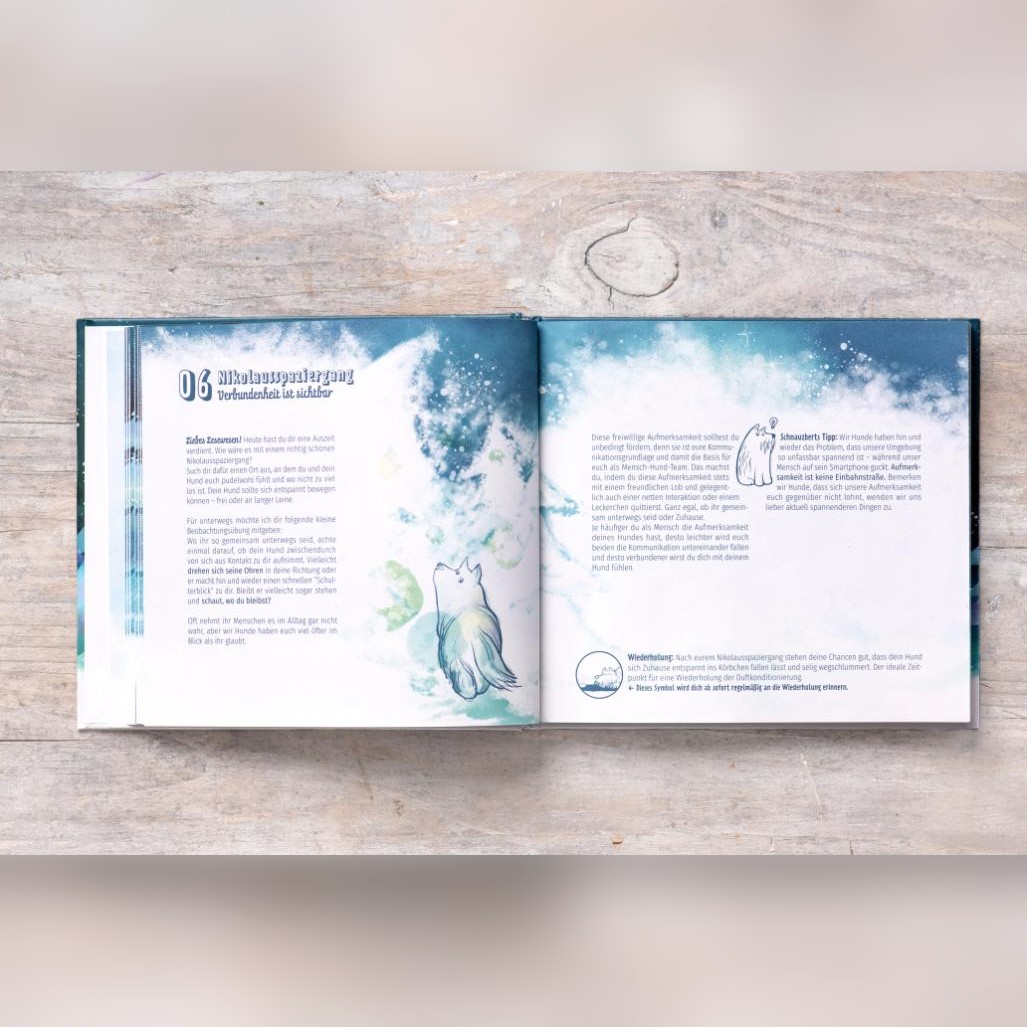 06 Nikolausspaziergang
Verbundenheit ist sichtbar
Liebes Lesewesen! Heute hast du dir eine Auszeit
verdient. Wie wäre es mit einem richtig schönen
Nikolausspaziergang?
Such dir dafür einen Ort aus, an dem du und dein
Hund euch pudelwohl fühlt und wo nicht zu viel
los ist. Dein Hund sollte sich entspannt bewegen
können – frei oder an langer Leine.
Für unterwegs möchte ich dir folgende kleine
Beobachtungsübung mitgeben:
Wo ihr so gemeinsam unterwegs seid, achte
einmal darauf, ob dein Hund zwischendurch
von sich aus Kontakt zu dir aufnimmt. Vielleicht
drehen sich seine Ohren in deine Richtung oder
er macht hin und wieder einen schnellen "Schul-
terblick" zu dir. Bleibt er vielleicht sogar stehen
und schaut, wo du bleibst?
Oft nehmt ihr Menschen es im Alltag gar nicht
wahr, aber wir Hunde haben euch viel öfter im
Blick als ihr glaubt.
Diese freiwillige Aufmerksamkeit solltest du
unbedingt fördern, denn sie ist eure Kommu-
nikationsgrundlage und damit die Basis für
euch als Mensch-Hund-Team. Das machst
du, indem du diese Aufmerksamkeit stets
mit einem freundlichen Lob und gelegent-
lich auch einer netten Interaktion oder einem
Leckerchen quittierst. Ganz egal, ob ihr gemein-
sam unterwegs seid oder Zuhause.
Je häufiger du als Mensch die Aufmerksamkeit
deines Hundes hast, desto leichter wird euch
beiden die Kommunikation untereinander fallen
und desto verbundener wirst du dich mit deinem
Hund fühlen.
Schnauzberts Tipp: Wir Hunde haben hin und
wieder das Problem, dass unsere Umgebung
so unfassbar spannend ist – während unser
Mensch auf sein Smartphone guckt. Aufmerk-
samkeit ist keine Einbahnstraße. Bemerken
wir Hunde, dass sich unsere Aufmerksamkeit
euch gegenüber nicht lohnt, wenden wir uns
lieber aktuell spannenderen Dingen zu.
Wiederholung: Nach eurem Nikolausspaziergang stehen deine Chancen gut, dass dein Hund
sich Zuhause entspannt ins Körbchen fallen lässt und selig wegschlummert. Der ideale Zeit-
punkt für eine Wiederholung der Duftkonditionierung.
← Dieses Symbol wird dich ab sofort regelmäßig an die Wiederholung erinnern.